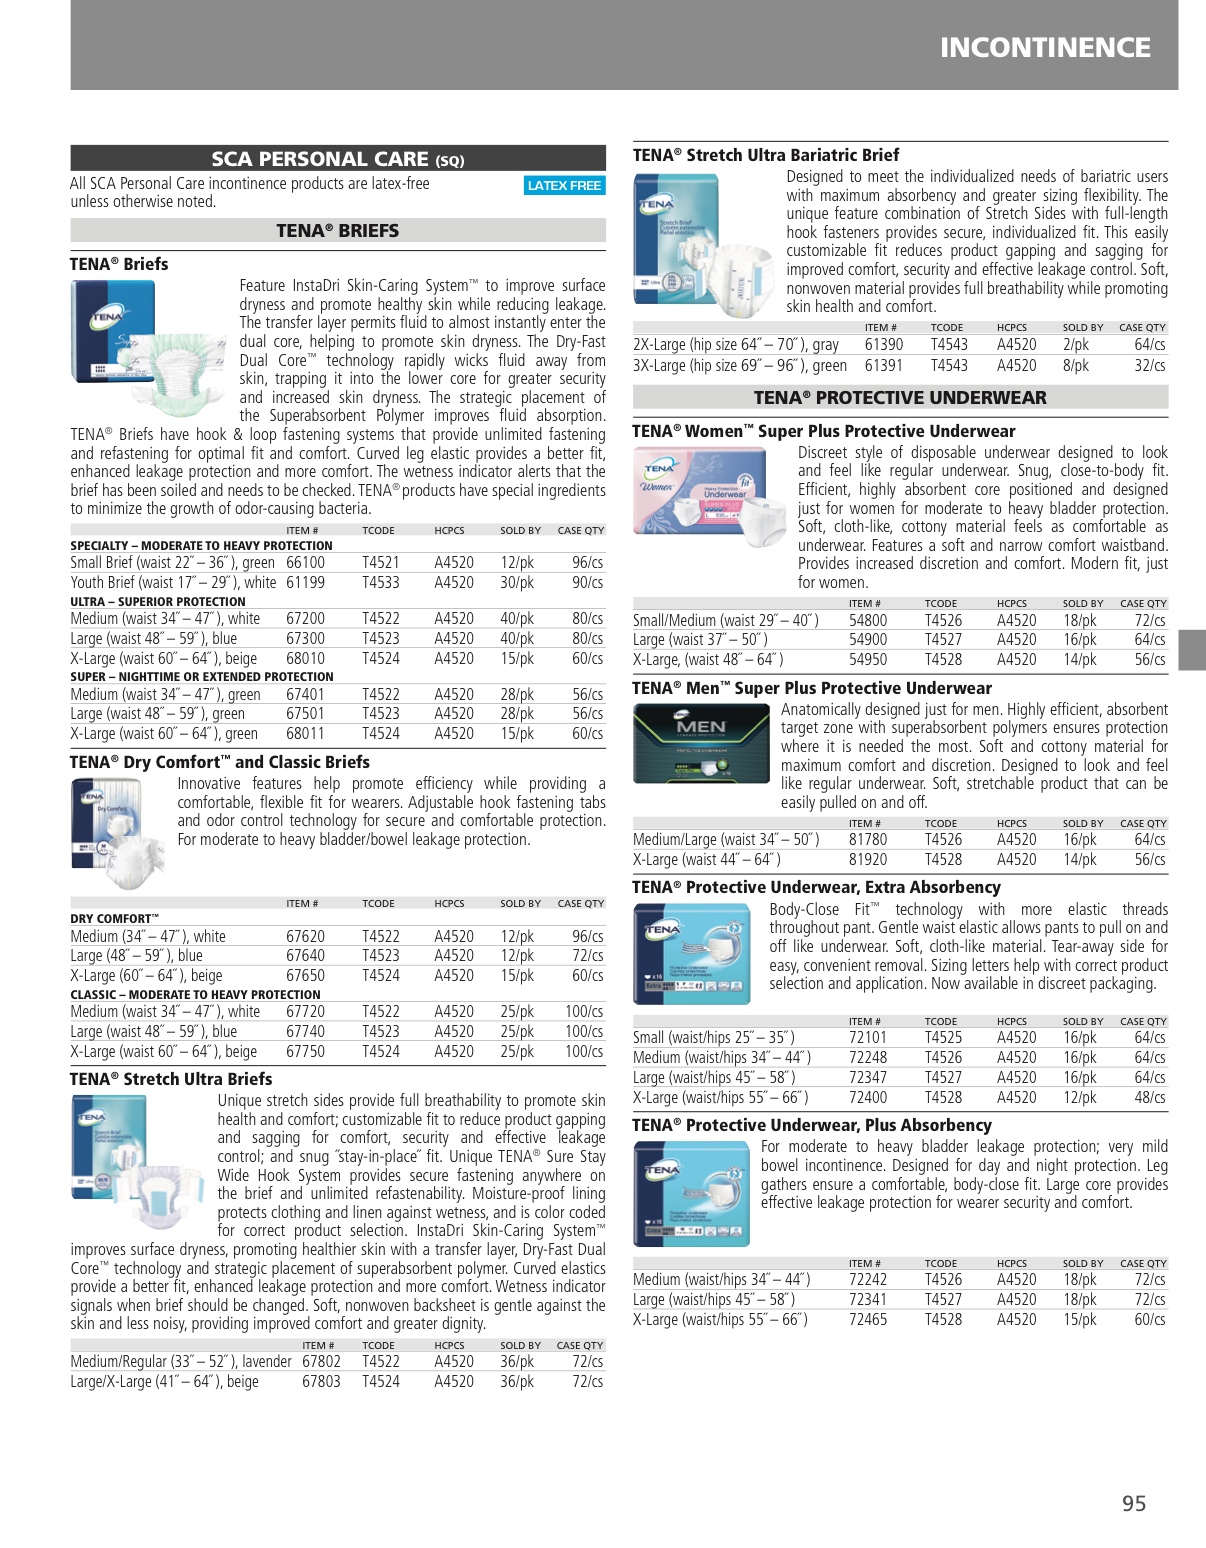 INCONTINENCE
SCA PERSONAL CARE (SQ)
All SCA Personal Care incontinence products are latex-free
unless otherwise noted.
LATEX FREE
TENA® BRIEFS
TENA® Briefs
Feature InstaDri Skin-Caring System™ to improve surface
dryness and promote healthy skin while reducing leakage.
The transfer layer permits fluid to almost instantly enter the
dual core, helping to promote skin dryness. The Dry-Fast
Dual Core™ technology rapidly wicks fluid away from
skin, trapping it into the lower core for greater security
and increased skin dryness. The strategic placement of
the Superabsorbent Polymer improves fluid absorption.
TENA® Briefs have hook & loop fastening systems that provide unlimited fastening
and refastening for optimal fit and comfort. Curved leg elastic provides a better fit,
enhanced leakage protection and more comfort. The wetness indicator alerts that the
brief has been soiled and needs to be checked. TENA® products have special ingredients
to minimize the growth of odor-causing bacteria.
ITEM # TCODE HCPCS SOLD BY CASE QTY
SPECIALTY – MODERATE TO HEAVY PROTECTION
Small Brief (waist 22˝ – 36˝ ), green 66100 T4521 A4520 12/pk 96/cs
Youth Brief (waist 17˝ – 29˝ ), white 61199 T4533 A4520 30/pk 90/cs
ULTRA – SUPERIOR PROTECTION
Medium (waist 34˝ – 47˝ ), white 67200 T4522 A4520 40/pk 80/cs
Large (waist 48˝ – 59˝ ), blue 67300 T4523 A4520 40/pk 80/cs
X-Large (waist 60˝ – 64˝ ), beige 68010 T4524 A4520 15/pk 60/cs
SUPER – NIGHTTIME OR EXTENDED PROTECTION
Medium (waist 34˝ – 47˝ ), green 67401 T4522 A4520 28/pk 56/cs
Large (waist 48˝ – 59˝ ), green 67501 T4523 A4520 28/pk 56/cs
X-Large (waist 60˝ – 64˝ ), green 68011 T4524 A4520 15/pk 60/cs
TENA® Dry Comfort™ and Classic Briefs
Innovative features help promote efficiency while providing a
comfortable, flexible fit for wearers. Adjustable hook fastening tabs
and odor control technology for secure and comfortable protection.
For moderate to heavy bladder/bowel leakage protection.
ITEM # TCODE HCPCS SOLD BY CASE QTY
DRY COMFORT™
Medium (34˝ – 47˝ ), white 67620 T4522 A4520 12/pk 96/cs
Large (48˝ – 59˝ ), blue 67640 T4523 A4520 12/pk 72/cs
X-Large (60˝ – 64˝ ), beige 67650 T4524 A4520 15/pk 60/cs
CLASSIC – MODERATE TO HEAVY PROTECTION
Medium (waist 34˝ – 47˝ ), white 67720 T4522 A4520 25/pk 100/cs
Large (waist 48˝ – 59˝ ), blue 67740 T4523 A4520 25/pk 100/cs
X-Large (waist 60˝ – 64˝ ), beige 67750 T4524 A4520 25/pk 100/cs
TENA® Stretch Ultra Briefs
Unique stretch sides provide full breathability to promote skin
health and comfort; customizable fit to reduce product gapping
and sagging for comfort, security and effective leakage
control; and snug ˝stay-in-place˝ fit. Unique TENA® Sure Stay
Wide Hook System provides secure fastening anywhere on
the brief and unlimited refastenability. Moisture-proof lining
protects clothing and linen against wetness, and is color coded
for correct product selection. InstaDri Skin-Caring System™
improves surface dryness, promoting healthier skin with a transfer layer, Dry-Fast Dual
Core™ technology and strategic placement of superabsorbent polymer. Curved elastics
provide a better fit, enhanced leakage protection and more comfort. Wetness indicator
signals when brief should be changed. Soft, nonwoven backsheet is gentle against the
skin and less noisy, providing improved comfort and greater dignity.
ITEM # TCODE HCPCS SOLD BY CASE QTY
Medium/Regular (33˝ – 52˝ ), lavender 67802 T4522 A4520 36/pk 72/cs
Large/X-Large (41˝ – 64˝ ), beige 67803 T4524 A4520 36/pk 72/cs
TENA® Stretch Ultra Bariatric Brief
Designed to meet the individualized needs of bariatric users
with maximum absorbency and greater sizing flexibility. The
unique feature combination of Stretch Sides with full-length
hook fasteners provides secure, individualized fit. This easily
customizable fit reduces product gapping and sagging for
improved comfort, security and effective leakage control. Soft,
nonwoven material provides full breathability while promoting
skin health and comfort.
ITEM # TCODE HCPCS SOLD BY CASE QTY
2X-Large (hip size 64˝ – 70˝ ), gray 61390 T4543 A4520 2/pk 64/cs
3X-Large (hip size 69˝ – 96˝ ), green 61391 T4543 A4520 8/pk 32/cs
TENA® PROTECTIVE UNDERWEAR
TENA® Women™ Super Plus Protective Underwear
Discreet style of disposable underwear designed to look
and feel like regular underwear. Snug, close-to-body fit.
Efficient, highly absorbent core positioned and designed
just for women for moderate to heavy bladder protection.
Soft, cloth-like, cottony material feels as comfortable as
underwear. Features a soft and narrow comfort waistband.
Provides increased discretion and comfort. Modern fit, just
for women.
ITEM # TCODE HCPCS SOLD BY CASE QTY
Small/Medium (waist 29˝ – 40˝ ) 54800 T4526 A4520 18/pk 72/cs
Large (waist 37˝ – 50˝ ) 54900 T4527 A4520 16/pk 64/cs
X-Large, (waist 48˝ – 64˝ ) 54950 T4528 A4520 14/pk 56/cs
TENA® Men™ Super Plus Protective Underwear
Anatomically designed just for men. Highly efficient, absorbent
target zone with superabsorbent polymers ensures protection
where it is needed the most. Soft and cottony material for
maximum comfort and discretion. Designed to look and feel
like regular underwear. Soft, stretchable product that can be
easily pulled on and off.
ITEM # TCODE HCPCS SOLD BY CASE QTY
Medium/Large (waist 34˝ – 50˝ ) 81780 T4526 A4520 16/pk 64/cs
X-Large (waist 44˝ – 64˝ ) 81920 T4528 A4520 14/pk 56/cs
TENA® Protective Underwear, Extra Absorbency
Body-Close Fit™ technology with more elastic threads
throughout pant. Gentle waist elastic allows pants to pull on and
off like underwear. Soft, cloth-like material. Tear-away side for
easy, convenient removal. Sizing letters help with correct product
selection and application. Now available in discreet packaging.
ITEM # TCODE HCPCS SOLD BY CASE QTY
Small (waist/hips 25˝ – 35˝ ) 72101 T4525 A4520 16/pk 64/cs
Medium (waist/hips 34˝ – 44˝ ) 72248 T4526 A4520 16/pk 64/cs
Large (waist/hips 45˝ – 58˝ ) 72347 T4527 A4520 16/pk 64/cs
X-Large (waist/hips 55˝ – 66˝ ) 72400 T4528 A4520 12/pk 48/cs
TENA® Protective Underwear, Plus Absorbency
For moderate to heavy bladder leakage protection; very mild
bowel incontinence. Designed for day and night protection. Leg
gathers ensure a comfortable, body-close fit. Large core provides
effective leakage protection for wearer security and comfort.
ITEM # TCODE HCPCS SOLD BY CASE QTY
Medium (waist/hips 34˝ – 44˝ ) 72242 T4526 A4520 18/pk 72/cs
Large (waist/hips 45˝ – 58˝ ) 72341 T4527 A4520 18/pk 72/cs
X-Large (waist/hips 55˝ – 66˝ ) 72465 T4528 A4520 15/pk 60/cs
95